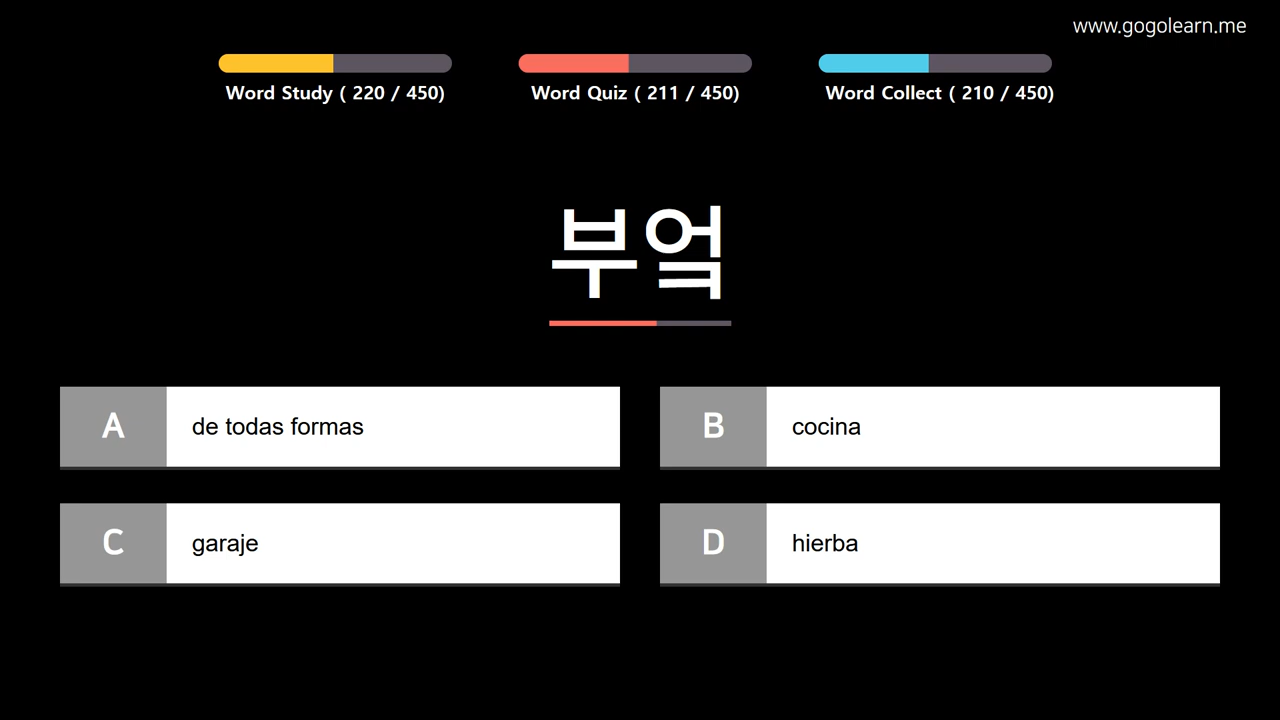 www.gogolearn.me
Word Study ( 220 / 450)
Word Quiz ( 211 / 450)
Word Collect ( 210 / 450)
부엌
A
de todas formas
B
cocina
C
garaje
D
hierba